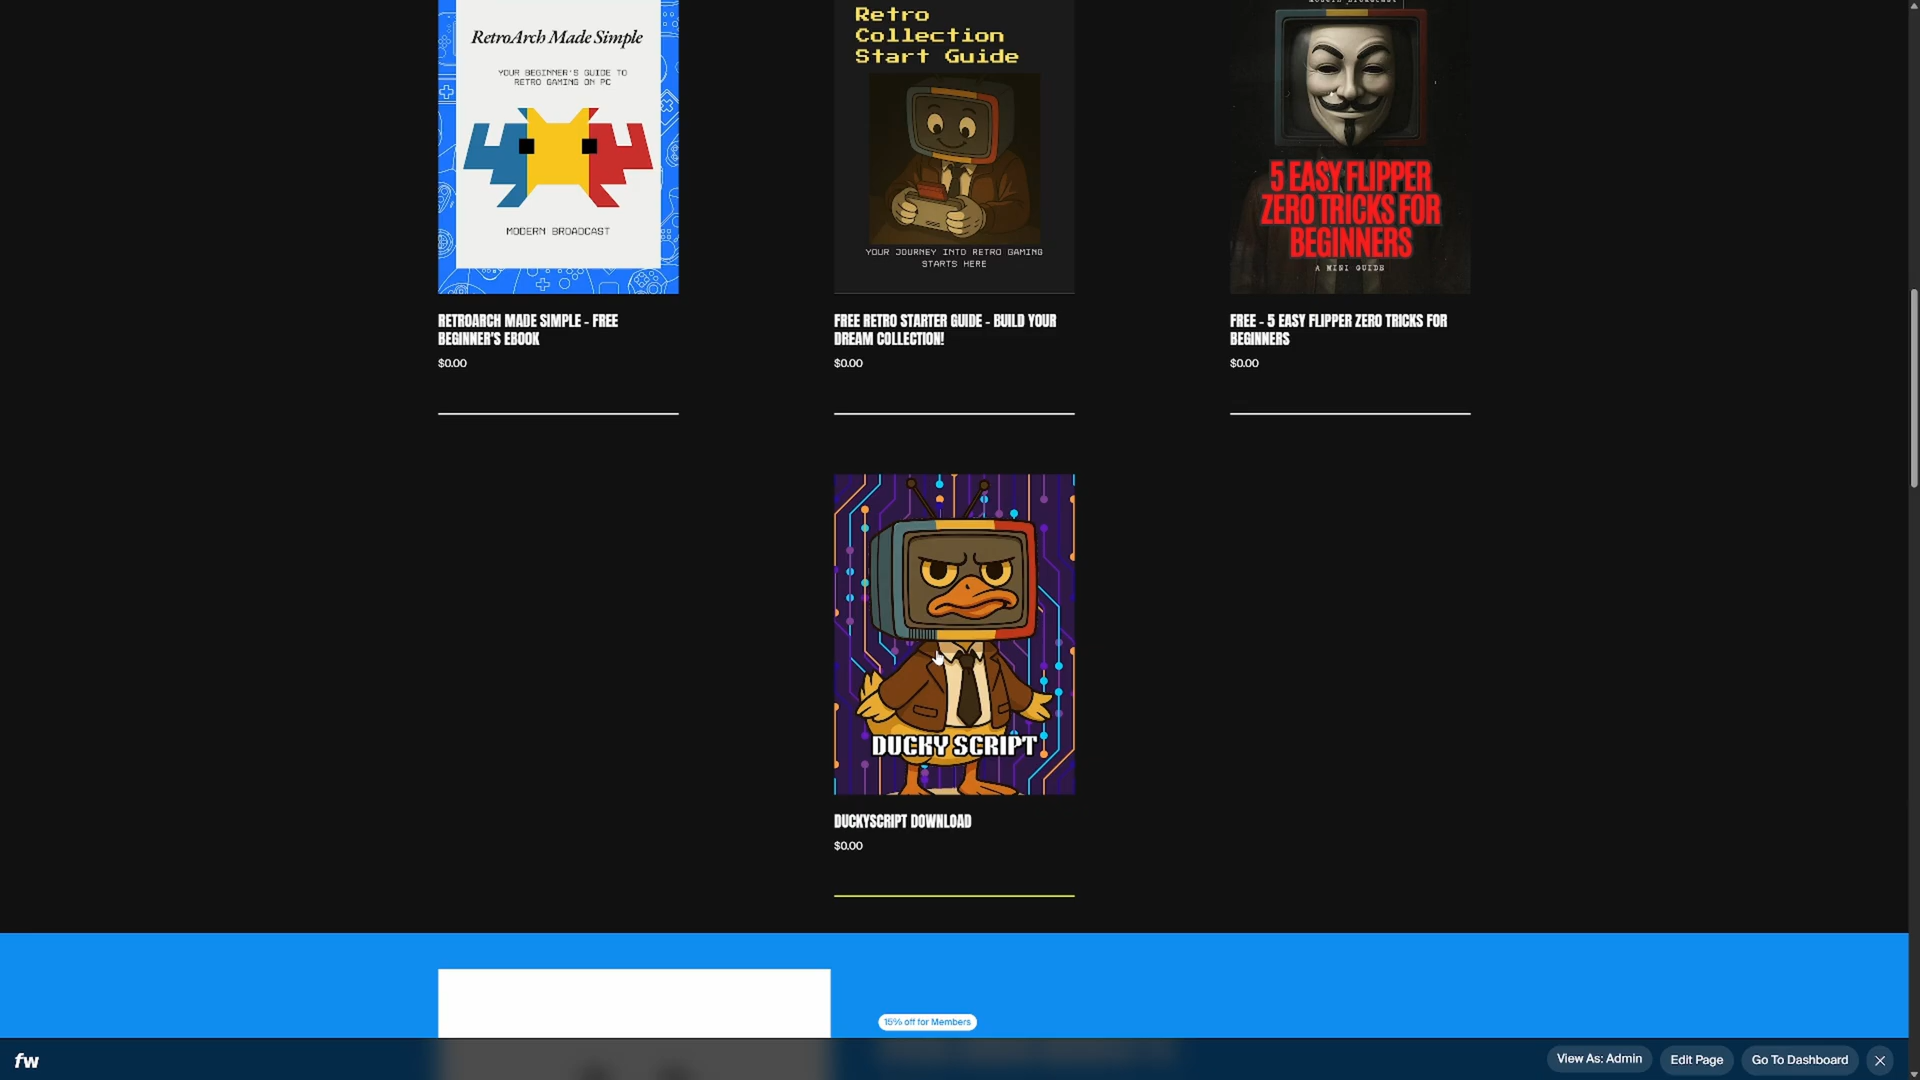 RetroArch Made Simple
YOUR BEGINNER'S GUIDE TO
RETRO GAMING ON PC
MODERN BROADCAST
Retro
Collection
Start Guide
YOUR JOURNEY INTO RETRO GAMING
STARTS HERE
5 EASY FLIPPER
ZERO TRICKS FOR
BEGINNERS
A MINI GUIDE
RETROARCH MADE SIMPLE - FREE
BEGINNER'S EBOOK
$0.00
FREE RETRO STARTER GUIDE - BUILD YOUR
DREAM COLLECTION!
$0.00
FREE - 5 EASY FLIPPER ZERO TRICKS FOR
BEGINNERS
$0.00
DUCKY SCRIPT
DUCKYSCRIPT DOWNLOAD
$0.00
15% off for Members
fw
View As: Admin
Edit Page
Go To Dashboard